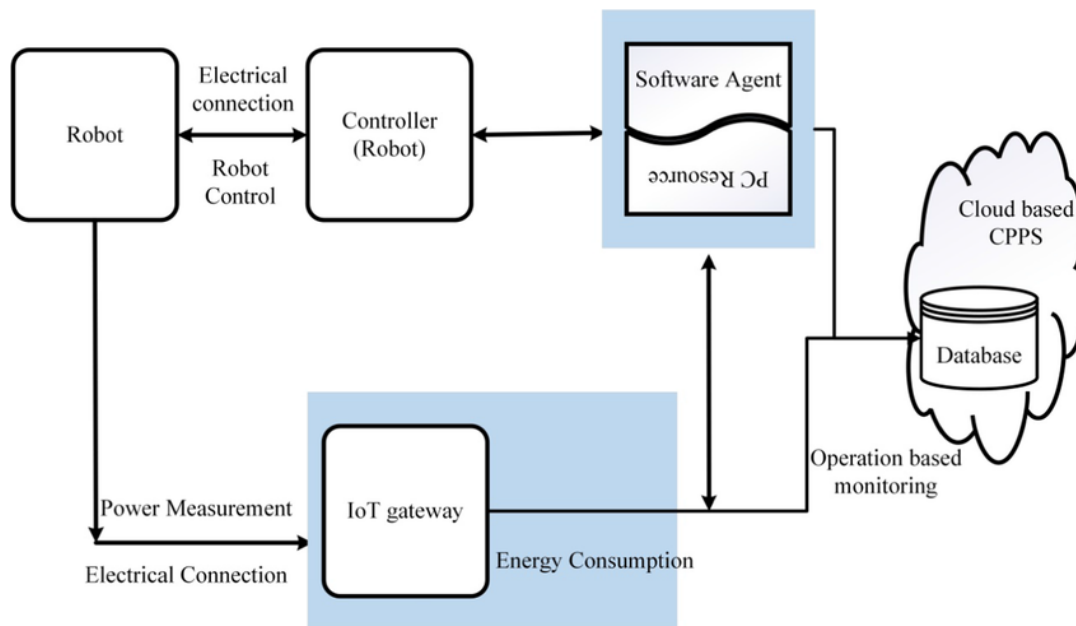 Robot
Electrical
connection
Robot
Control
Controller
(Robot)
Software Agent
PC Resource
Cloud based
CPPS
Database
Operation based
monitoring
Power Measurement
Electrical Connection
IoT gateway
Energy Consumption